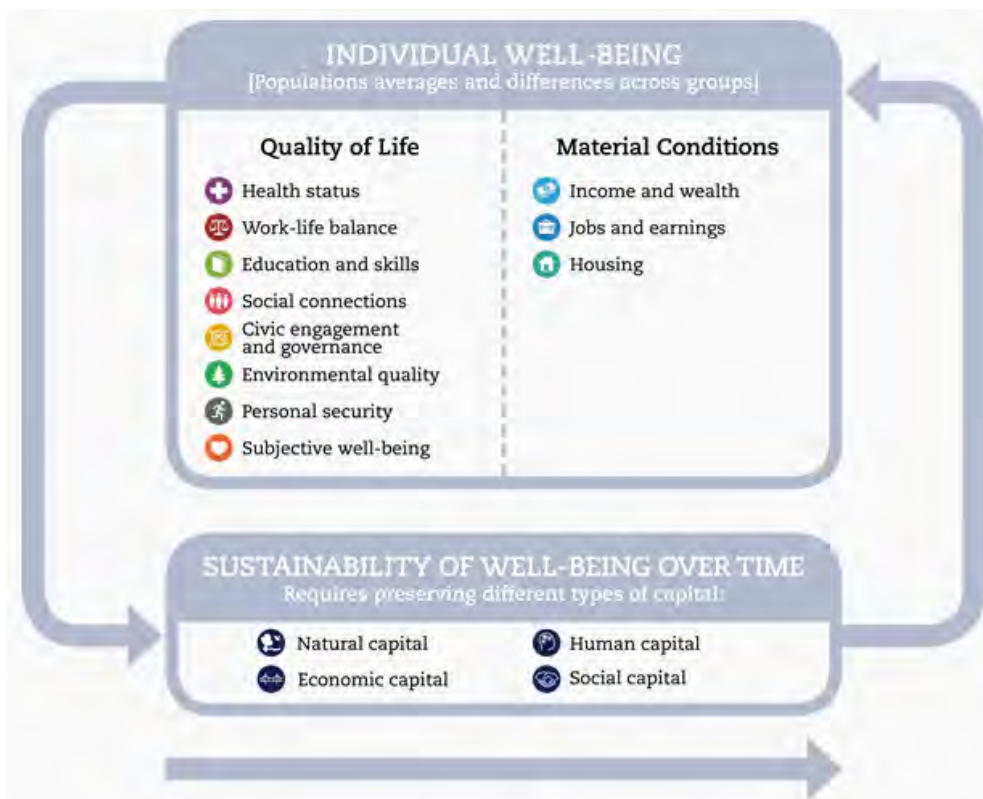 INDIVIDUAL WELL-BEING
[Populations averages and differences across groups]
Quality of Life
Health status
Work-life balance
Education and skills
Social connections
Civic engagement
and governance
Environmental quality
Personal security
Subjective well-being
Material Conditions
Income and wealth
Jobs and earnings
Housing
SUSTAINABILITY OF WELL-BEING OVER TIME
Requires preserving different types of capital:
Natural capital
Economic capital
Human capital
Social capital